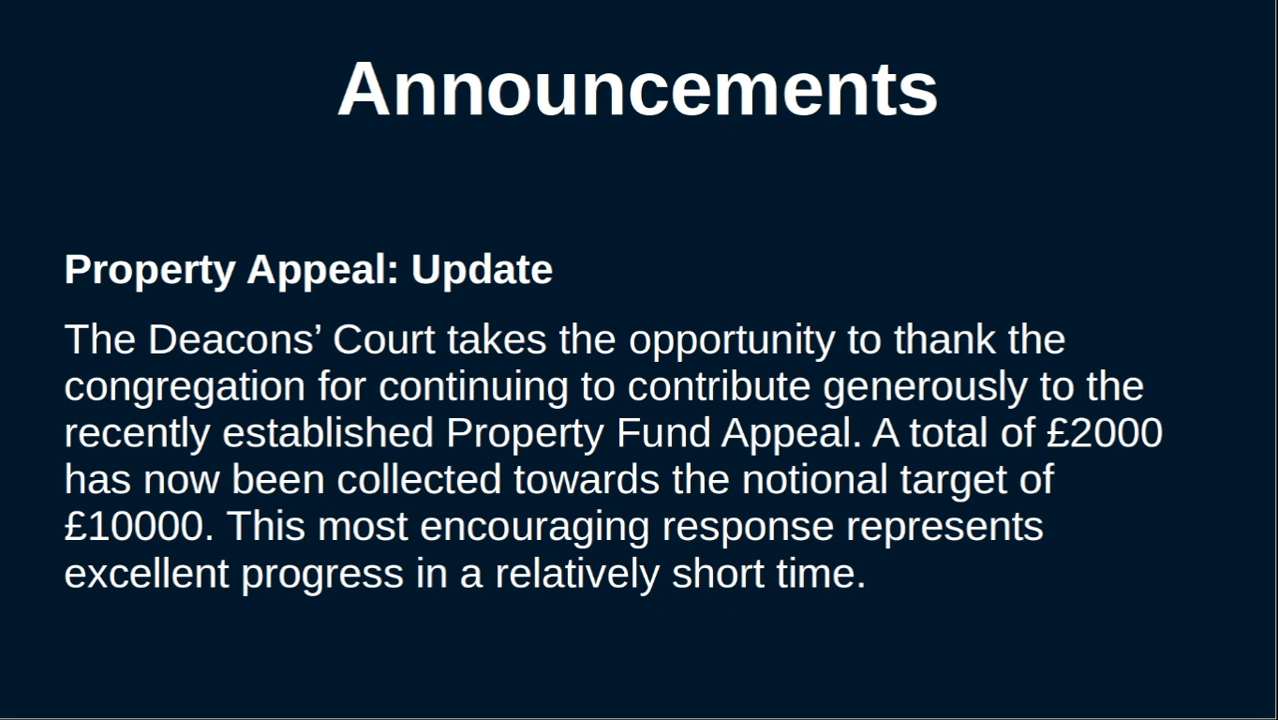 Announcements
Property Appeal: Update
The Deacons’ Court takes the opportunity to thank the
congregation for continuing to contribute generously to the
recently established Property Fund Appeal. A total of £2000
has now been collected towards the notional target of
£10000. This most encouraging response represents
excellent progress in a relatively short time.